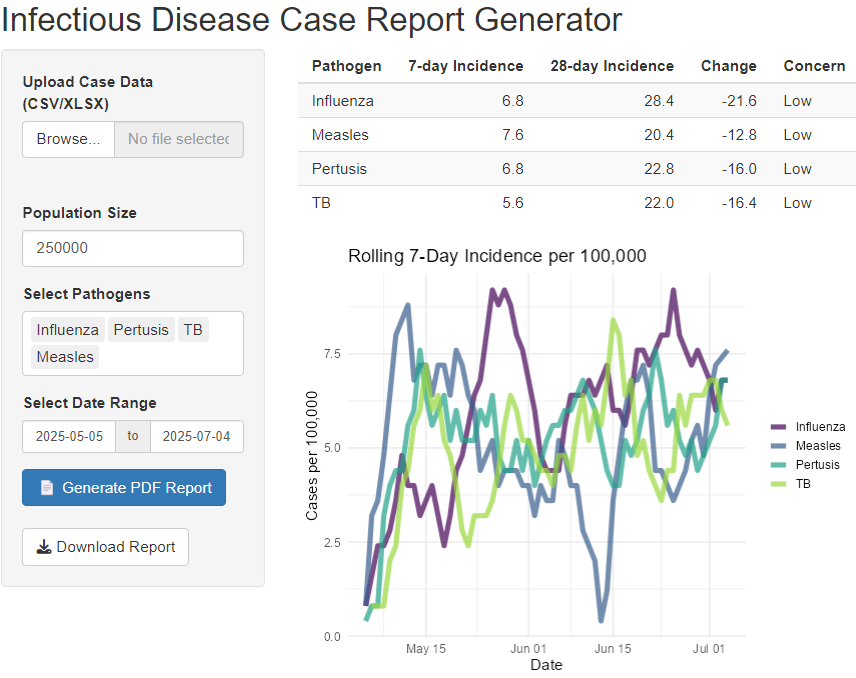 Infectious Disease Case Report Generator
Upload Case Data
(CSV/XLSX)
Browse... No file selected
Population Size
250000
Select Pathogens
Influenza Pertusis TB
Measles
Select Date Range
2025-05-05 to 2025-07-04
Generate PDF Report
Download Report
Pathogen 7-day Incidence 28-day Incidence Change Concern
Influenza 6.8 28.4 -21.6 Low
Measles 7.6 20.4 -12.8 Low
Pertusis 6.8 22.8 -16.0 Low
TB 5.6 22.0 -16.4 Low
Rolling 7-Day Incidence per 100,000
Cases per 100,000
7.5
5.0
2.5
0.0
May 15 Jun 01 Jun 15 Jul 01
Date
Influenza
Measles
Pertusis
TB